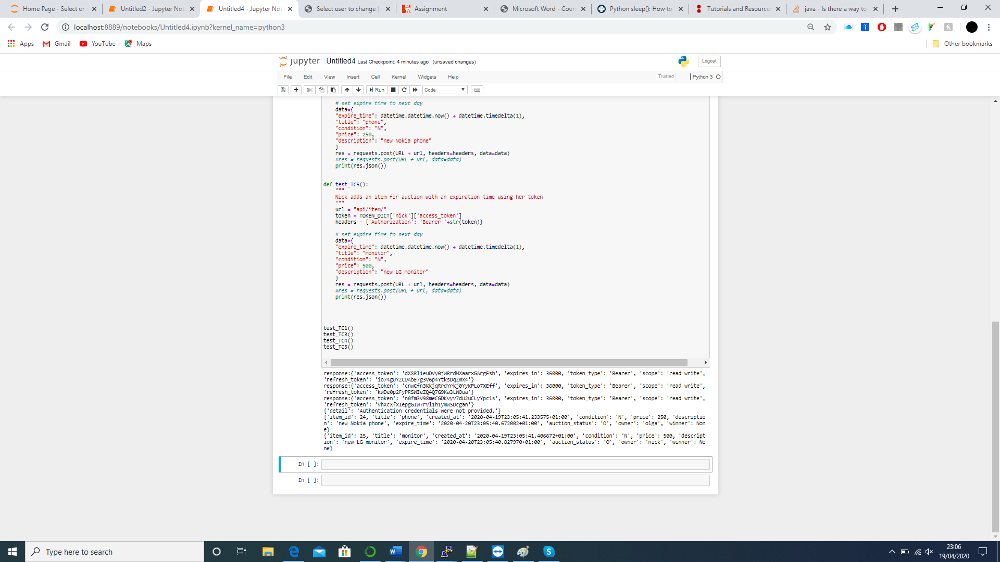 Home Page - Select or
Untitled2 - Jupyter Not
Untitled4 - Jupyter Not
Select user to change |
Assignment
Microsoft Word - Cours
Python sleep(): How to
Tutorials and Resource
java - Is there a way to
localhost:8889/notebooks/Untitled4.ipynb?kernel_name=python3
Apps
Gmail
YouTube
Maps
Other bookmarks
jupyter Untitled4 Last Checkpoint: 4 minutes ago (unsaved changes)
Logout
File Edit View Insert Cell Kernel Widgets Help
Trusted
Python 3
Run
Code
# set expire time to next day
data={
"expire_time": datetime.datetime.now() + datetime.timedelta(1),
"title": "phone",
"condition": "N",
"price": 250,
"description": "new Nokia phone"
}
res = requests.post(URL + url, headers=headers, data=data)
#res = requests.post(URL + url, data=data)
print(res.json())
def test_TC5():
"""
Nick adds an item for auction with an expiration time using her token
"""
url = "api/item/"
token = TOKEN_DICT['nick']['access_token']
headers = {'Authorization': 'Bearer '+str(token)}
# set expire time to next day
data={
"expire_time": datetime.datetime.now() + datetime.timedelta(1),
"title": "monitor",
"condition": "N",
"price": 500,
"description": "new LG monitor"
}
res = requests.post(URL + url, headers=headers, data=data)
#res = requests.post(URL + url, data=data)
print(res.json())
test_TC1()
test_TC3()
test_TC4()
test_TC5()
response:{'access_token': 'dX8Rl1euDVy0jWRrdMXaarxGArgEsh', 'expires_in': 36000, 'token_type': 'Bearer', 'scope': 'read write',
'refresh_token': 'io74gUYZCDAbE7g3V6p4YtksDqZmx4'}
response:{'access_token': 'cnwCfn3KkjqRrdYrkj0YyKPLo7XEff', 'expires_in': 36000, 'token_type': 'Bearer', 'scope': 'read write',
'refresh_token': 'kwDe0p2FyPRSWIeZQ4Q7G9Ka3LWOua'}
response:{'access_token': 'n0fm3V98meCGDKvyv7dU2uCLyYpc1s', 'expires_in': 36000, 'token_type': 'Bearer', 'scope': 'read write',
'refresh_token': 'vhXcXfxIepgGIW7rvl1h1ymwSDcgan'}
{'detail': 'Authentication credentials were not provided.'}
{'item_id': 24, 'title': 'phone', 'created_at': '2020-04-19T23:05:41.233575+01:00', 'condition': 'N', 'price': 250, 'descriptio
n': 'new Nokia phone', 'expire_time': '2020-04-20T23:05:40.672002+01:00', 'auction_status': 'O', 'owner': 'olga', 'winner': Non
e}
{'item_id': 25, 'title': 'monitor', 'created_at': '2020-04-19T23:05:41.406672+01:00', 'condition': 'N', 'price': 500, 'descript
ion': 'new LG monitor', 'expire_time': '2020-04-20T23:05:40.827970+01:00', 'auction_status': 'O', 'owner': 'nick', 'winner': No
ne}
In [ ]:
In [ ]:
Type here to search
23:06
19/04/2020